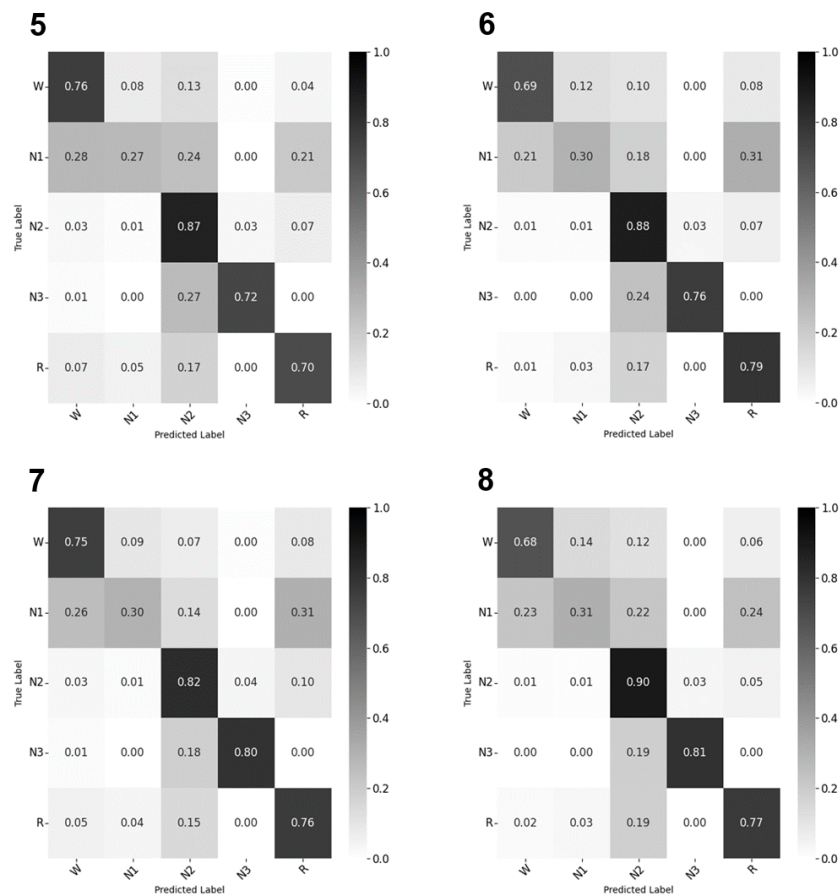 5 6
W 0.76 0.08 0.13 0.00 0.04
N1 0.28 0.27 0.24 0.00 0.21
N2 0.03 0.01 0.87 0.03 0.07
N3 0.01 0.00 0.27 0.72 0.00
R 0.07 0.05 0.17 0.00 0.70
W N1 N2 N3 R
True Label
Predicted Label
1.0
0.8
0.6
0.4
0.2
0.0
W 0.69 0.12 0.10 0.00 0.08
N1 0.21 0.30 0.18 0.00 0.31
N2 0.01 0.01 0.88 0.03 0.07
N3 0.00 0.00 0.24 0.76 0.00
R 0.01 0.03 0.17 0.00 0.79
W N1 N2 N3 R
True Label
Predicted Label
1.0
0.8
0.6
0.4
0.2
0.0
7 8
W 0.75 0.09 0.07 0.00 0.08
N1 0.26 0.30 0.14 0.00 0.31
N2 0.03 0.01 0.82 0.04 0.10
N3 0.01 0.00 0.18 0.80 0.00
R 0.05 0.04 0.15 0.00 0.76
W N1 N2 N3 R
True Label
Predicted Label
1.0
0.8
0.6
0.4
0.2
0.0
W 0.68 0.14 0.12 0.00 0.06
N1 0.23 0.31 0.22 0.00 0.24
N2 0.01 0.01 0.90 0.03 0.05
N3 0.00 0.00 0.19 0.81 0.00
R 0.02 0.03 0.19 0.00 0.77
W N1 N2 N3 R
True Label
Predicted Label
1.0
0.8
0.6
0.4
0.2
0.0